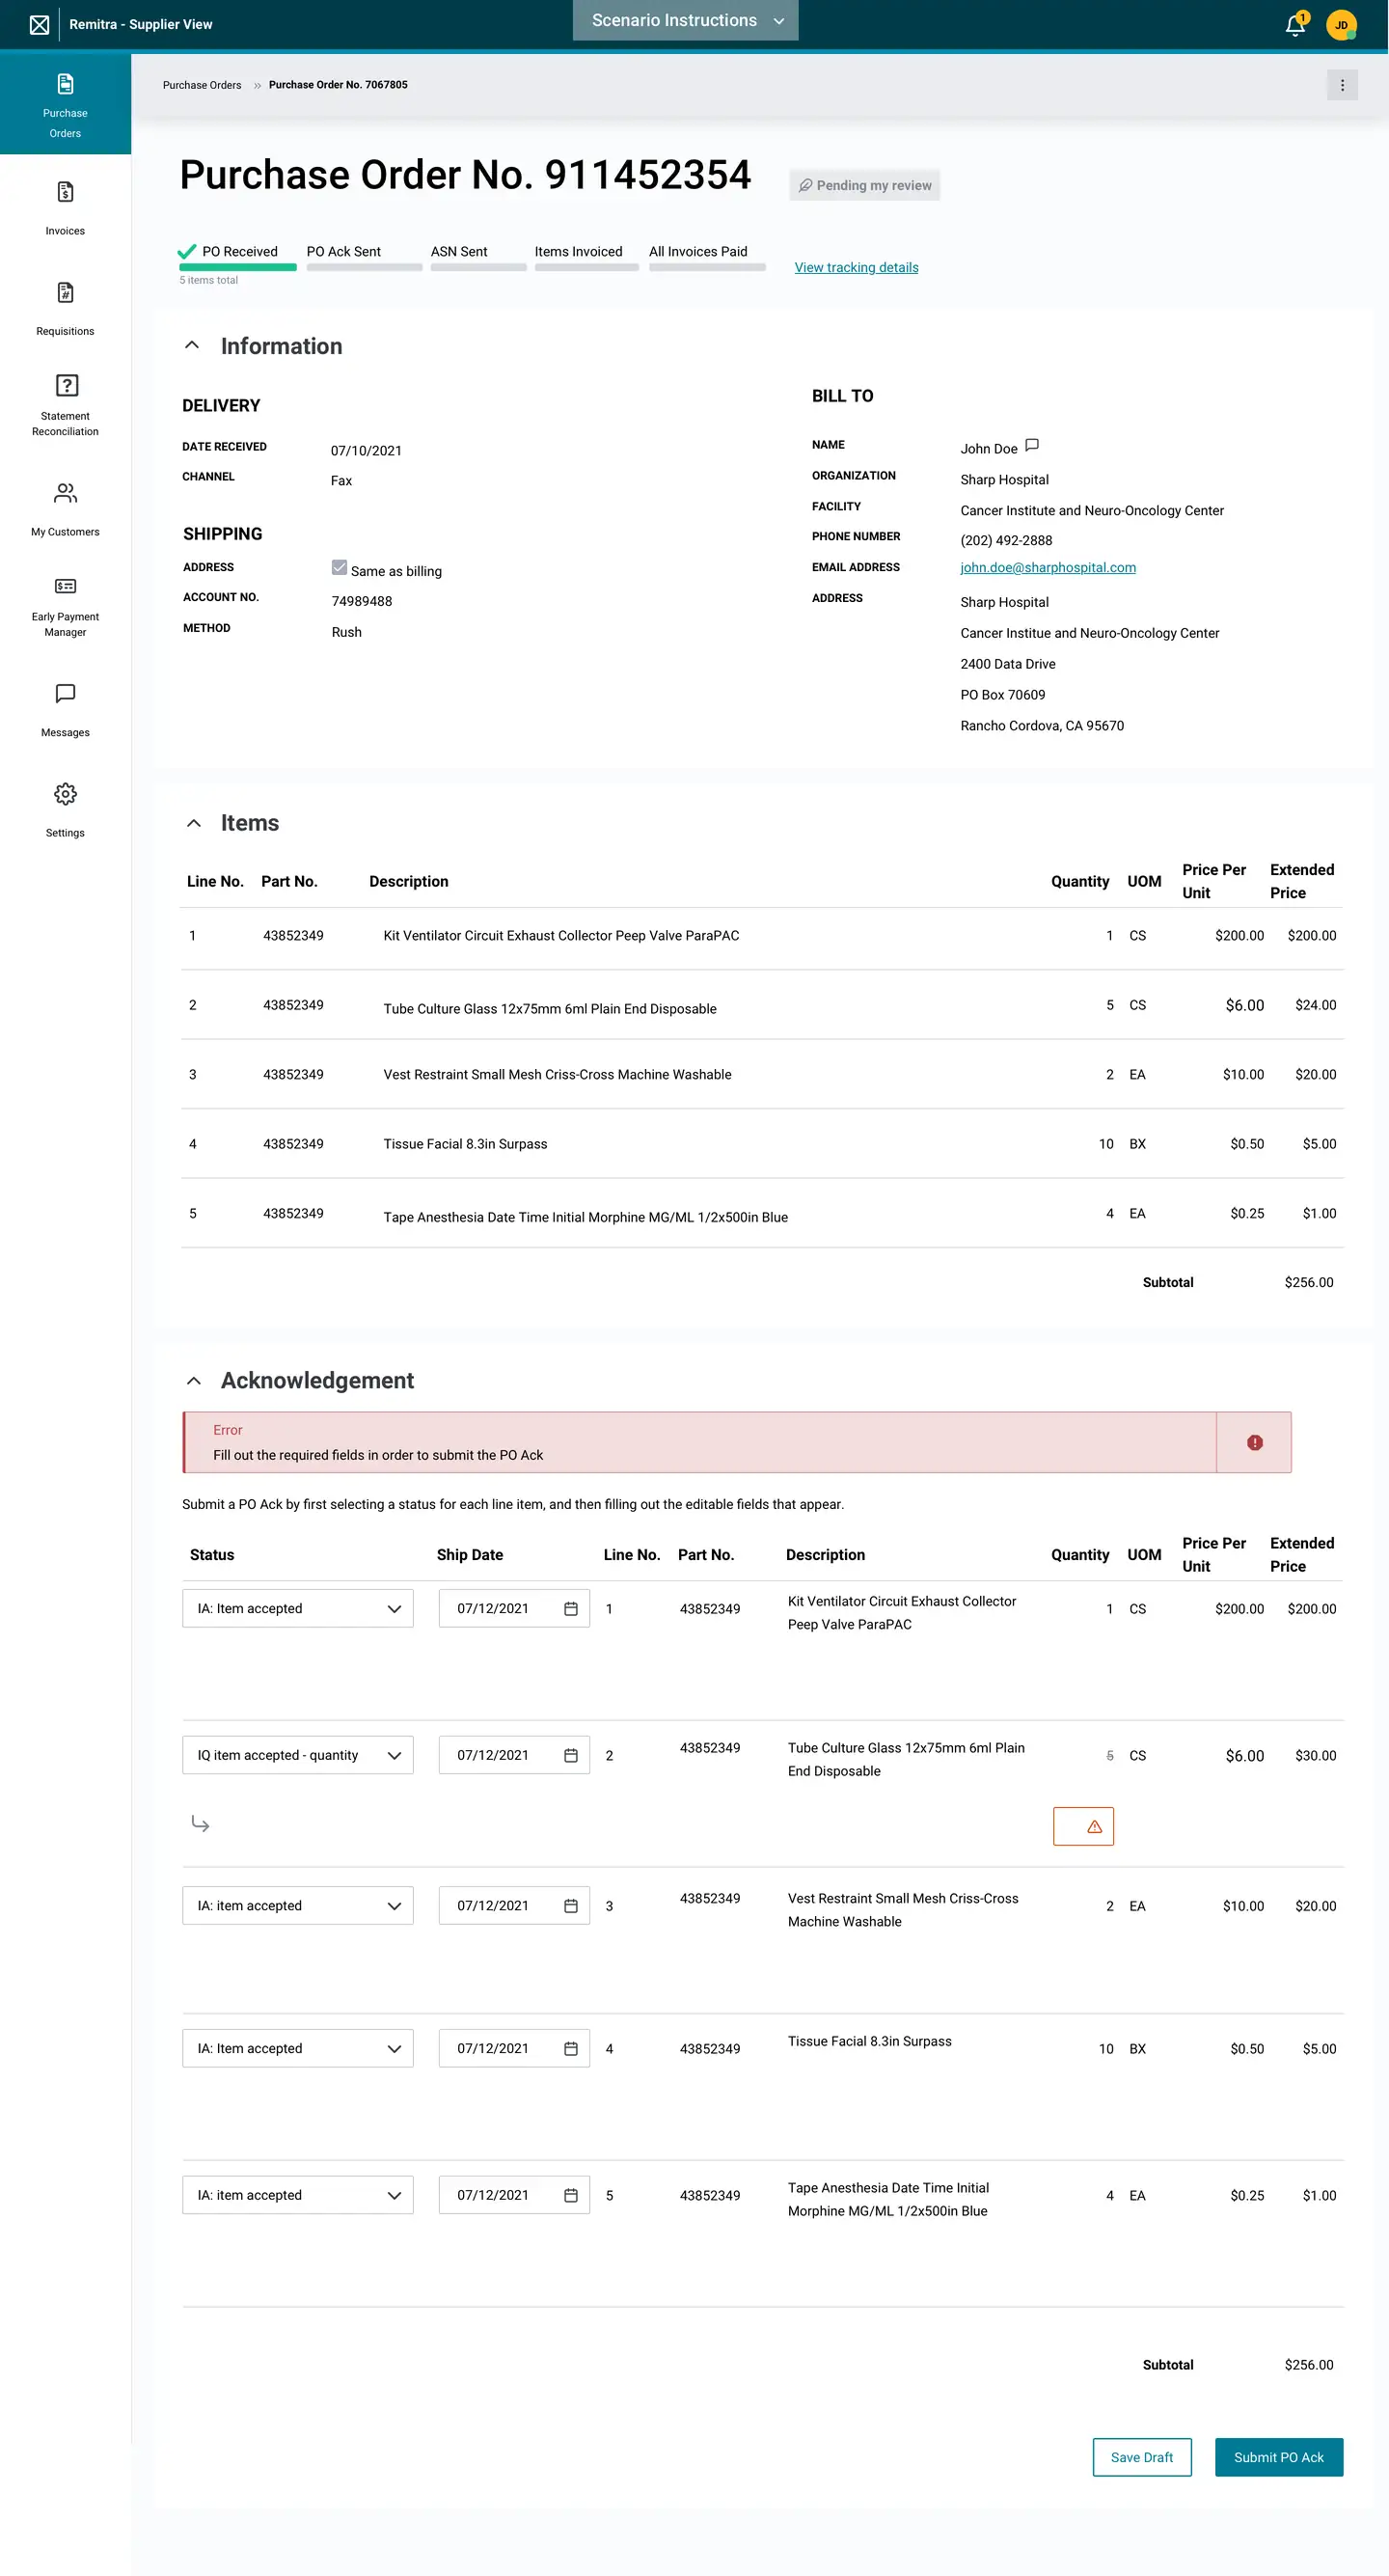 Remitra - Supplier View
Scenario Instructions
1
JD
Purchase Orders
Invoices
Requisitions
Statement Reconciliation
My Customers
Early Payment Manager
Messages
Settings
Purchase Orders » Purchase Order No. 7067805
Purchase Order No. 911452354
Pending my review
PO Received
PO Ack Sent
ASN Sent
Items Invoiced
All Invoices Paid
5 items total
View tracking details
Information
DELIVERY
DATE RECEIVED 07/10/2021
CHANNEL Fax
SHIPPING
ADDRESS Same as billing
ACCOUNT NO. 74989488
METHOD Rush
BILL TO
NAME John Doe
ORGANIZATION Sharp Hospital
FACILITY Cancer Institute and Neuro-Oncology Center
PHONE NUMBER (202) 492-2888
EMAIL ADDRESS john.doe@sharphospital.com
ADDRESS Sharp Hospital
Cancer Institue and Neuro-Oncology Center
2400 Data Drive
PO Box 70609
Rancho Cordova, CA 95670
Items
Line No. Part No. Description Quantity UOM Price Per Unit Extended Price
1 43852349 Kit Ventilator Circuit Exhaust Collector Peep Valve ParaPAC 1 CS $200.00 $200.00
2 43852349 Tube Culture Glass 12x75mm 6ml Plain End Disposable 5 CS $6.00 $24.00
3 43852349 Vest Restraint Small Mesh Criss-Cross Machine Washable 2 EA $10.00 $20.00
4 43852349 Tissue Facial 8.3in Surpass 10 BX $0.50 $5.00
5 43852349 Tape Anesthesia Date Time Initial Morphine MG/ML 1/2x500in Blue 4 EA $0.25 $1.00
Subtotal $256.00
Acknowledgement
Error
Fill out the required fields in order to submit the PO Ack
Submit a PO Ack by first selecting a status for each line item, and then filling out the editable fields that appear.
Status Ship Date Line No. Part No. Description Quantity UOM Price Per Unit Extended Price
IA: Item accepted 07/12/2021 1 43852349 Kit Ventilator Circuit Exhaust Collector Peep Valve ParaPAC 1 CS $200.00 $200.00
IQ item accepted - quantity 07/12/2021 2 43852349 Tube Culture Glass 12x75mm 6ml Plain End Disposable 5 CS $6.00 $30.00
IA: item accepted 07/12/2021 3 43852349 Vest Restraint Small Mesh Criss-Cross Machine Washable 2 EA $10.00 $20.00
IA: Item accepted 07/12/2021 4 43852349 Tissue Facial 8.3in Surpass 10 BX $0.50 $5.00
IA: item accepted 07/12/2021 5 43852349 Tape Anesthesia Date Time Initial Morphine MG/ML 1/2x500in Blue 4 EA $0.25 $1.00
Subtotal $256.00
Save Draft
Submit PO Ack